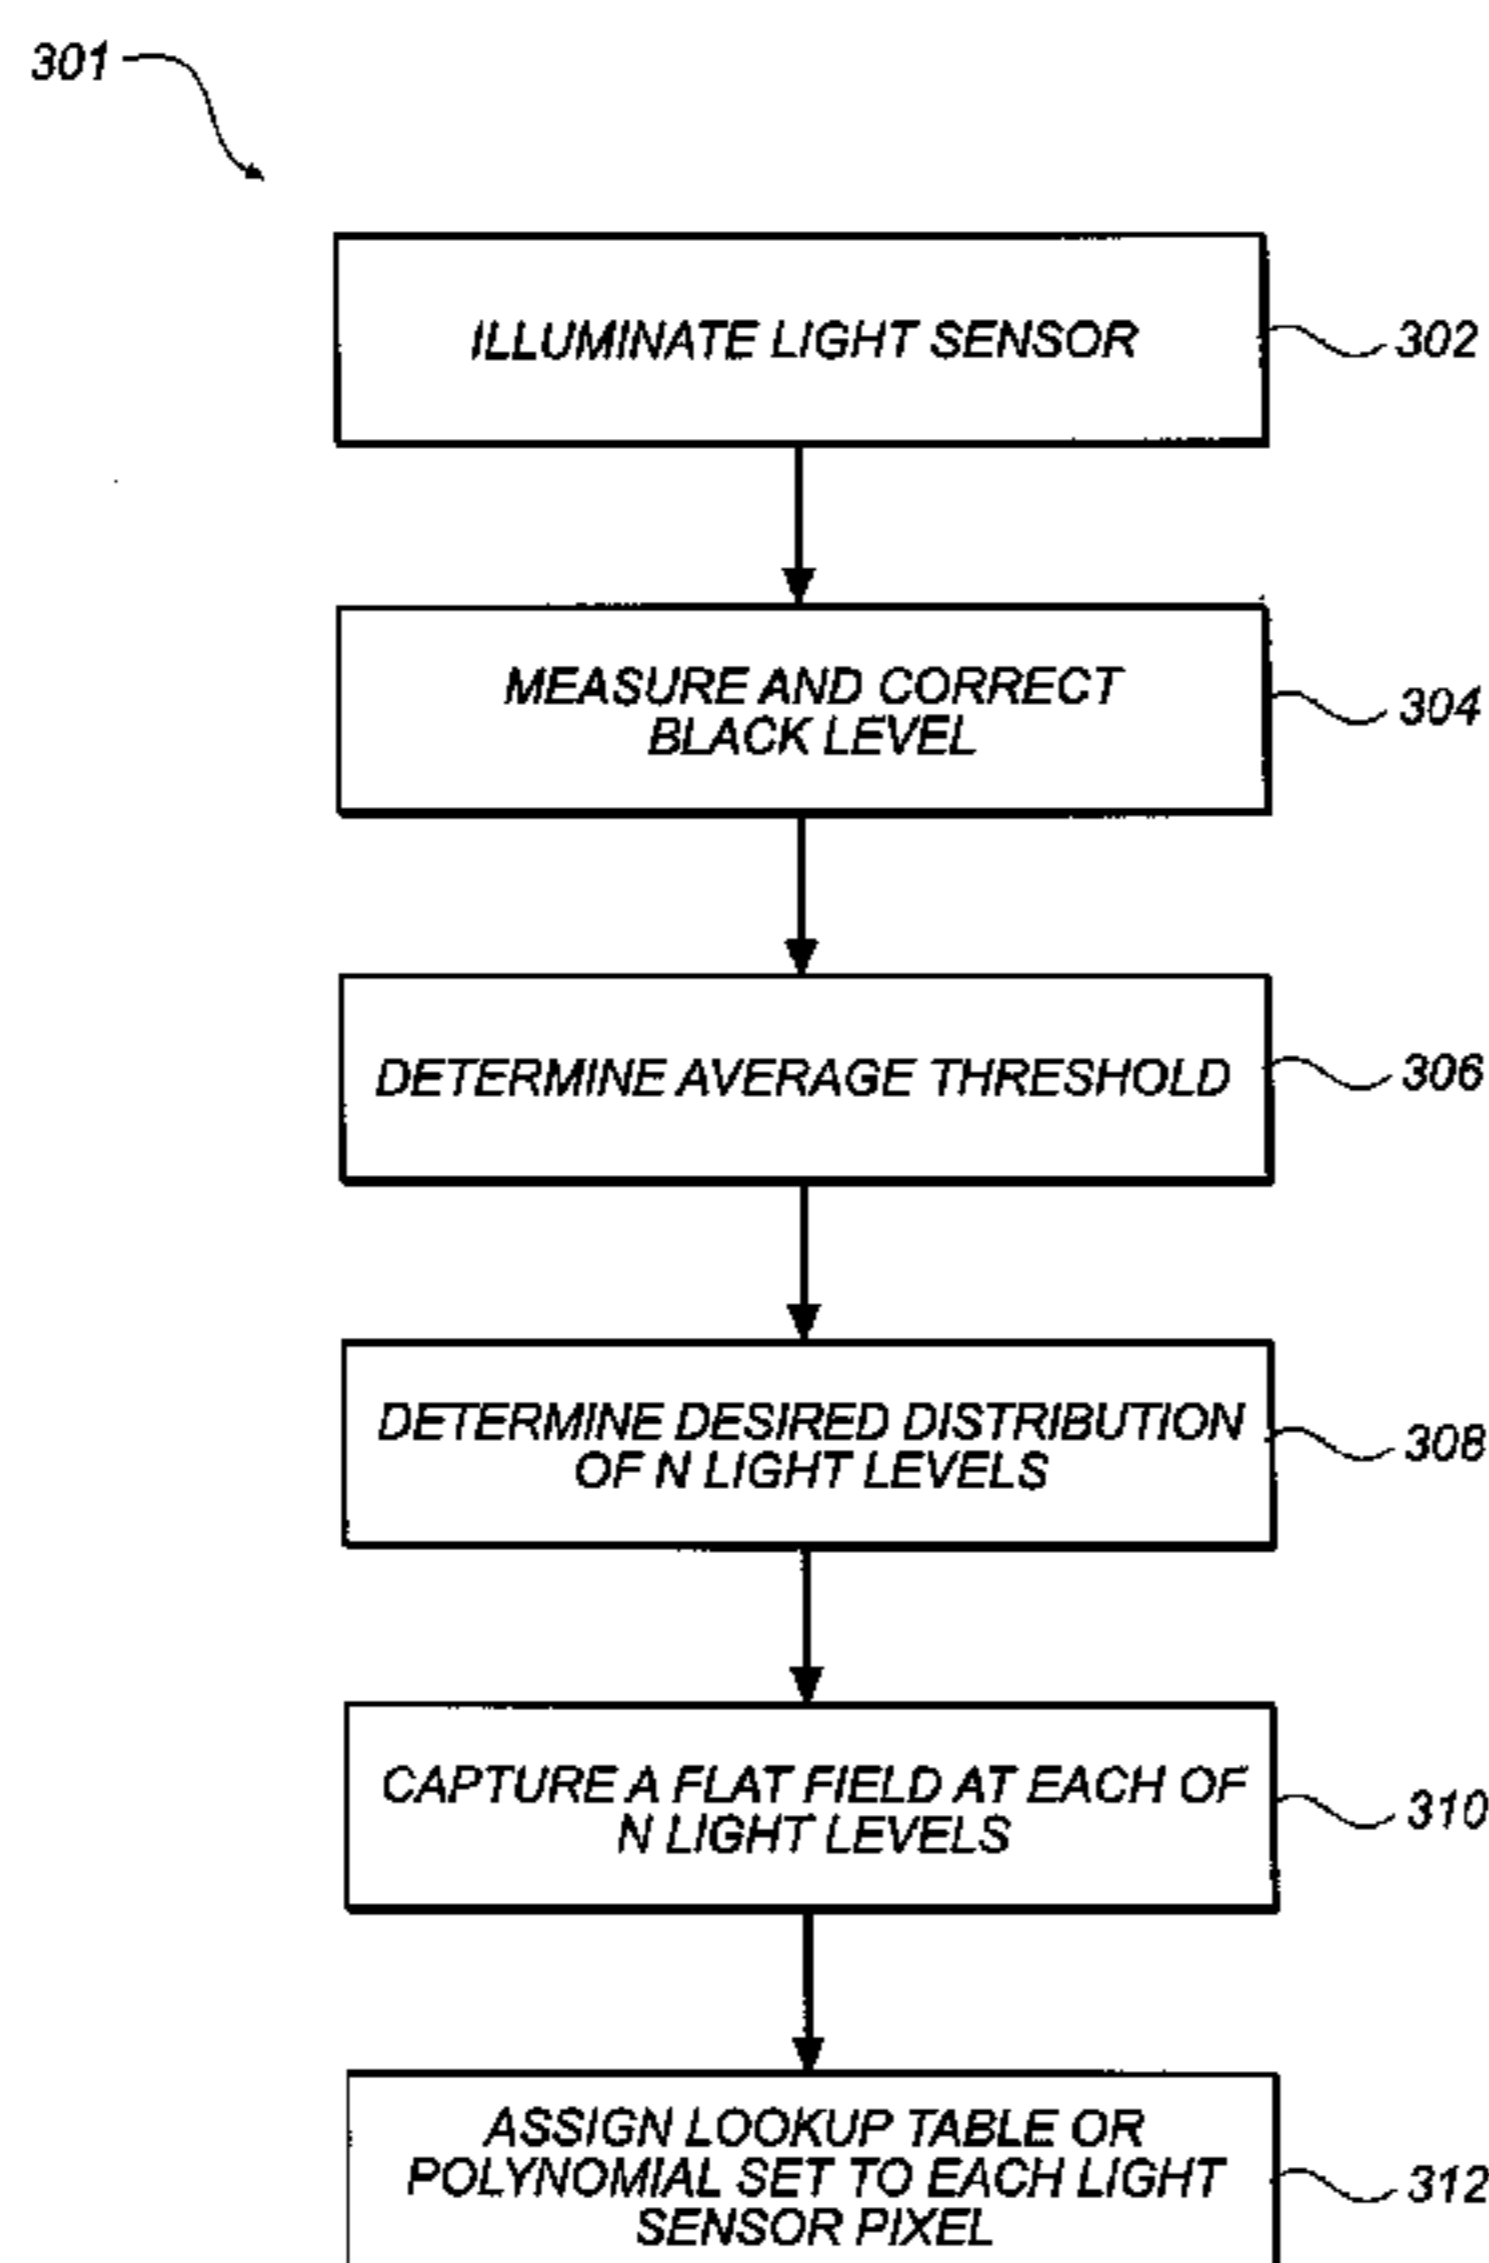 301
ILLUMINATE LIGHT SENSOR
302
MEASURE AND CORRECT
BLACK LEVEL
304
DETERMINE AVERAGE THRESHOLD
306
DETERMINE DESIRED DISTRIBUTION
OF N LIGHT LEVELS
308
CAPTURE A FLAT FIELD AT EACH OF
N LIGHT LEVELS
310
ASSIGN LOOKUP TABLE OR
POLYNOMIAL SET TO EACH LIGHT
SENSOR PIXEL
312